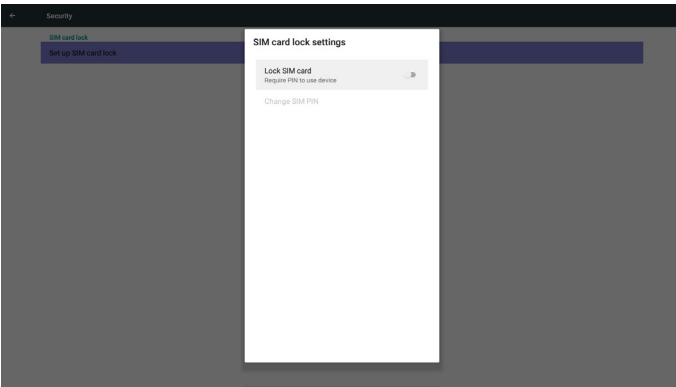 Security
SIM card lock
Set up SIM card lock
SIM card lock settings
Lock SIM card
Require PIN to use device
Change SIM PIN